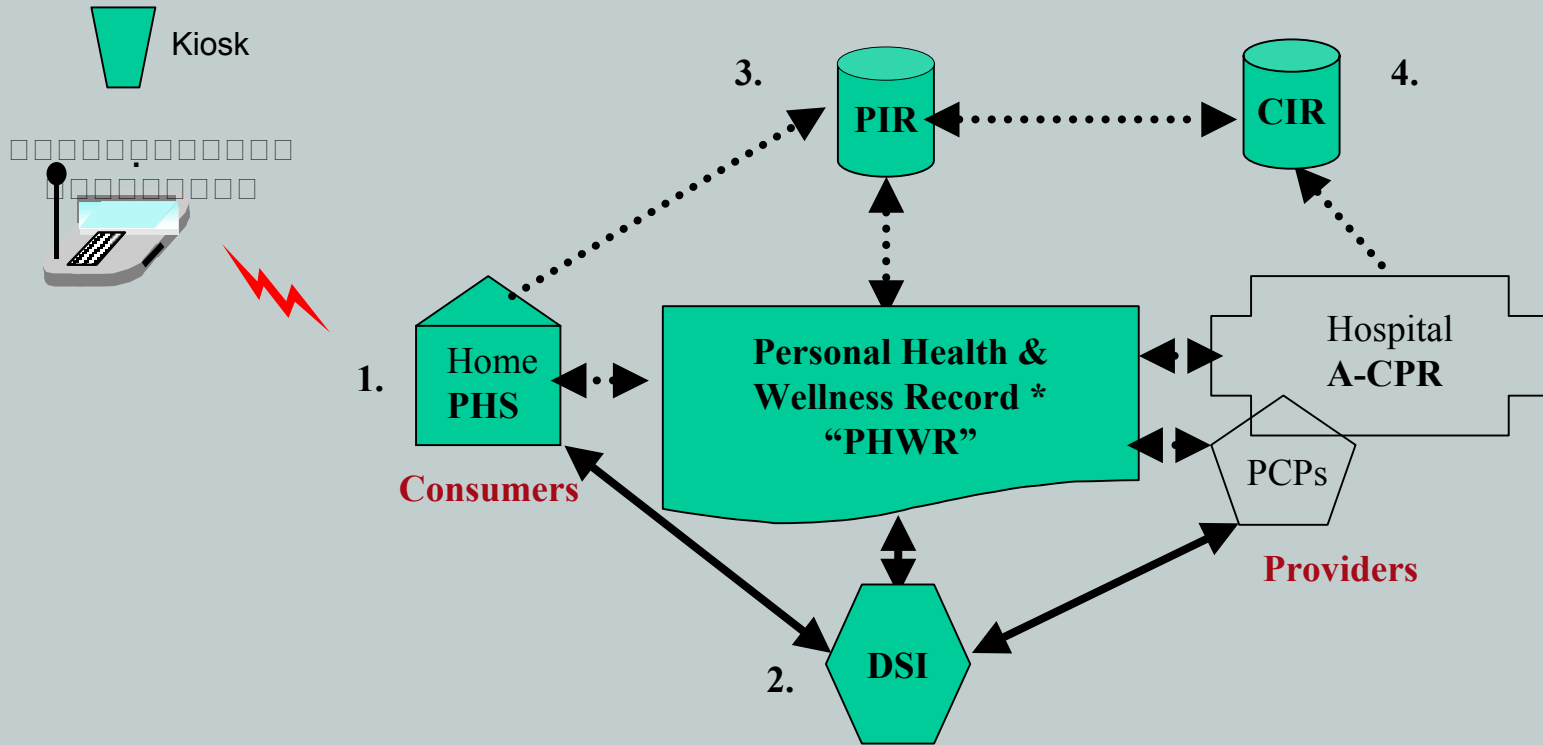 Kiosk
3.
PIR
CIR
4.
1.
Home
PHS
Personal Health &
Wellness Record *
“PHWR”
Hospital
A-CPR
PCPs
Consumers
Providers
2.
DSI